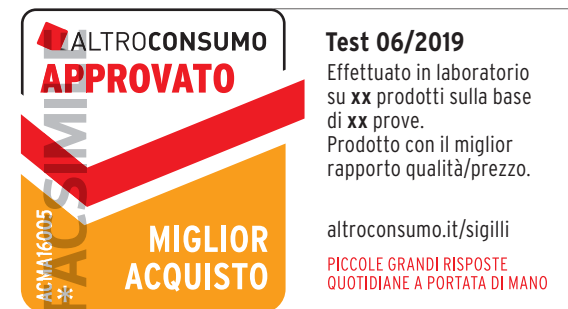 ALTROCONSUMO
APPROVATO
FACSIMILE
ACMA16005
*
MIGLIOR
ACQUISTO
Test 06/2019
Effettuato in laboratorio
su xx prodotti sulla base
di xx prove.
Prodotto con il miglior
rapporto qualità/prezzo.
altroconsumo.it/sigilli
PICCOLE GRANDI RISPOSTE
QUOTIDIANE A PORTATA DI MANO